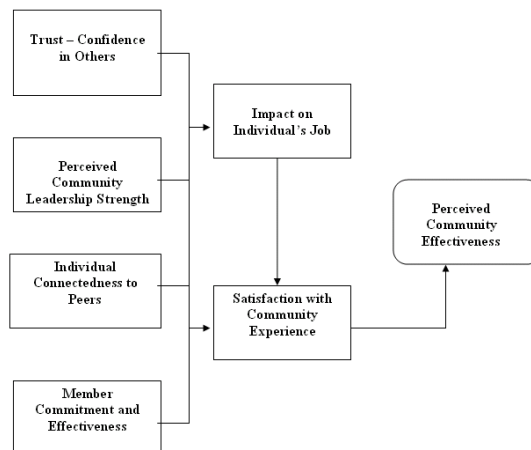 Trust – Confidence
in Others
Impact on
Individual's Job
Perceived
Community
Leadership Strength
Perceived
Community
Effectiveness
Individual
Connectedness to
Peers
Satisfaction with
Community
Experience
Member
Commitment and
Effectiveness